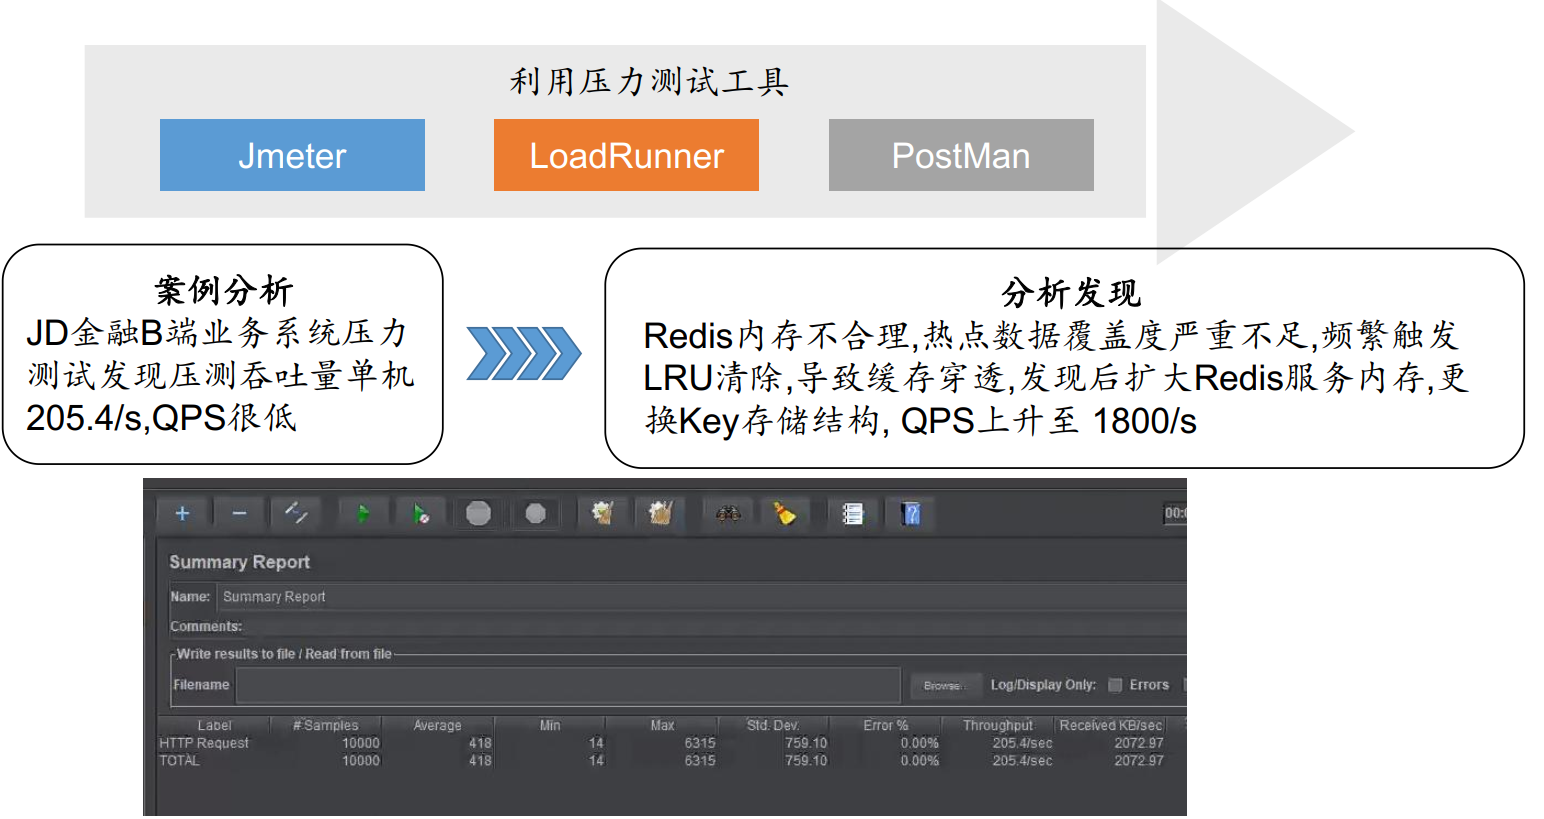 利用压力测试工具
Jmeter
LoadRunner
PostMan
案例分析
JD金融B端业务系统压力
测试发现压测吞吐量单机
205.4/s,QPS很低
分析发现
Redis内存不合理,热点数据覆盖度严重不足,频繁触发
LRU清除,导致缓存穿透,发现后扩大Redis服务内存,更
换Key存储结构, QPS上升至 1800/s
00:
Summary Report
Name: Summary Report
Comments:
Write results to file / Read from file
Filename Browse... Log/Display Only: Errors
Label # Samples Average Min Max Std. Dev. Error % Throughput Received KB/sec
HTTP Request 10000 418 14 6315 759.10 0.00% 205.4/sec 2072.97
TOTAL 10000 418 14 6315 759.10 0.00% 205.4/sec 2072.97